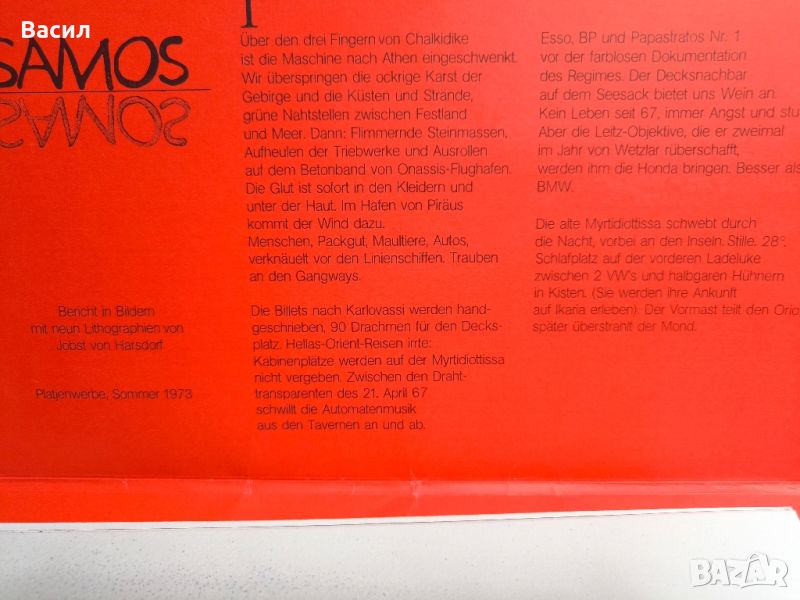 Васил
SAMOS
SAMOS
Bericht in Bildern
mit neun Lithographien von
Jobst von Harsdorf.
Platjenwerbe, Sommer 1973
1
Über den drei Fingern von Chalkidike
ist die Maschine nach Athen eingeschwenkt.
Wir überspringen die ockrige Karst der
Gebirge und die Küsten und Strände,
grüne Nahtstellen zwischen Festland
und Meer. Dann: Flimmernde Steinmassen,
Aufheulen der Triebwerke und Ausrollen
auf dem Betonband von Onassis-Flughafen.
Die Glut ist sofort in den Kleidern und
unter der Haut. Im Hafen von Piräus
kommt der Wind dazu.
Menschen, Packgut, Maultiere, Autos,
verknäuelt vor den Linienschiffen. Trauben
an den Gangways.
Die Billets nach Karlovassi werden hand-
geschrieben, 90 Drachmen für den Decks-
platz. Hellas-Orient-Reisen irrte:
Kabinenplätze werden auf der Myrtidiottissa
nicht vergeben. Zwischen den Draht-
transparenten des 21. April 67
schwillt die Automatenmusik
aus den Tavernen an und ab.
Esso, BP und Papastratos Nr. 1
vor der farblosen Dokumentation
des Regimes. Der Decksnachbar
auf dem Seesack bietet uns Wein an.
Kein Leben seit 67, immer Angst und stu
Aber die Leitz-Objektive, die er zweimal
im Jahr von Wetzlar rüberschafft,
werden ihm die Honda bringen. Besser als
BMW.
Die alte Myrtidiottissa schwebt durch
die Nacht, vorbei an den Inseln. Stille. 28°.
Schlafplatz auf der vorderen Ladeluke
zwischen 2 VW's und halbgaren Hühnern
in Kisten. (Sie werden ihre Ankunft
auf Ikaria erleben). Der Vormast teilt den Orio
später überstrahlt der Mond.
BAZAR